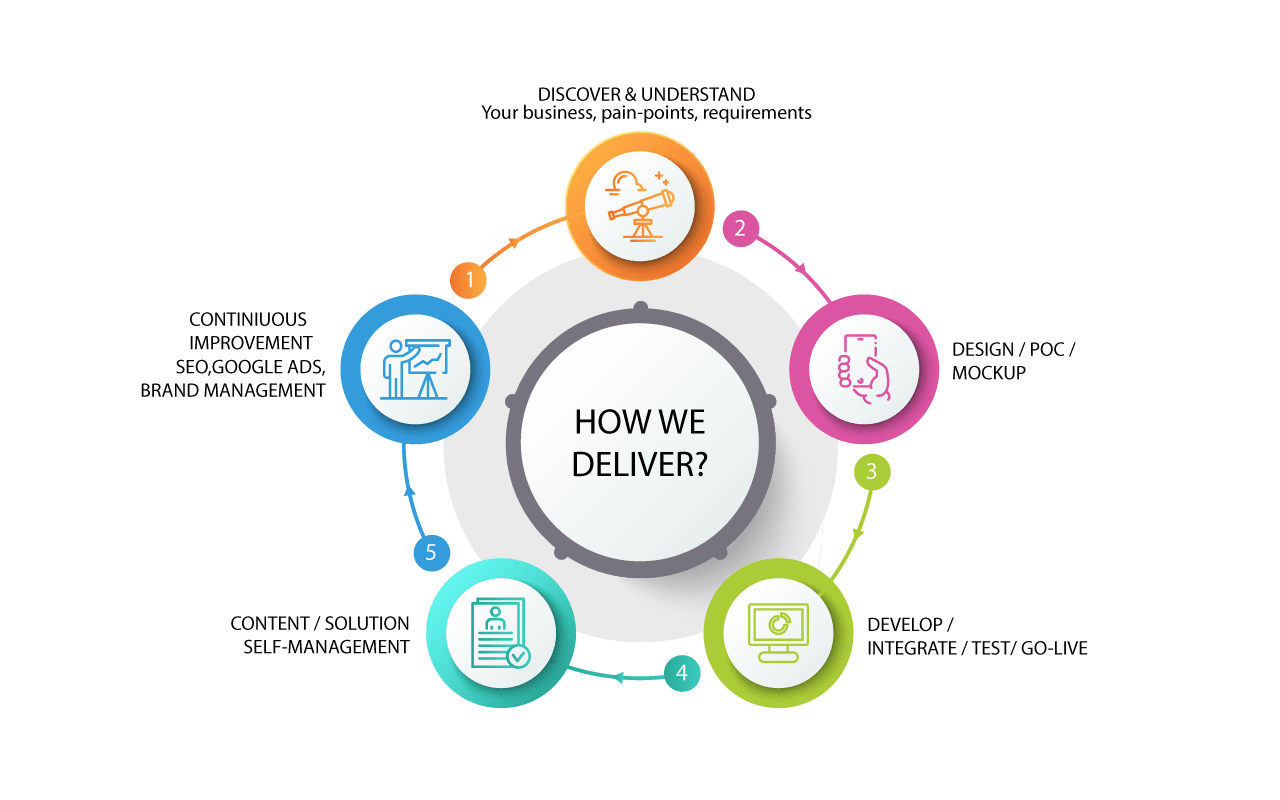 DISCOVER & UNDERSTAND
Your business, pain-points, requirements
1
2
CONTINIUOUS
IMPROVEMENT
SEO,GOOGLE ADS,
BRAND MANAGEMENT
DESIGN / POC /
MOCKUP
HOW WE
DELIVER?
3
5
4
CONTENT / SOLUTION
SELF-MANAGEMENT
DEVELOP /
INTEGRATE / TEST/ GO-LIVE